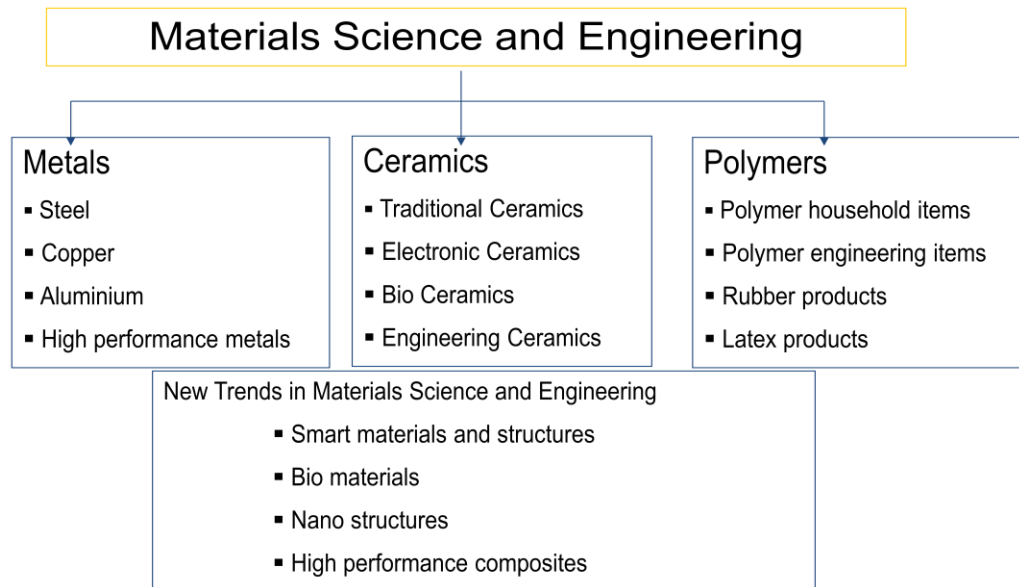 Materials Science and Engineering
Metals
▪ Steel
▪ Copper
▪ Aluminium
▪ High performance metals
Ceramics
▪ Traditional Ceramics
▪ Electronic Ceramics
▪ Bio Ceramics
▪ Engineering Ceramics
Polymers
▪ Polymer household items
▪ Polymer engineering items
▪ Rubber products
▪ Latex products
New Trends in Materials Science and Engineering
▪ Smart materials and structures
▪ Bio materials
▪ Nano structures
▪ High performance composites